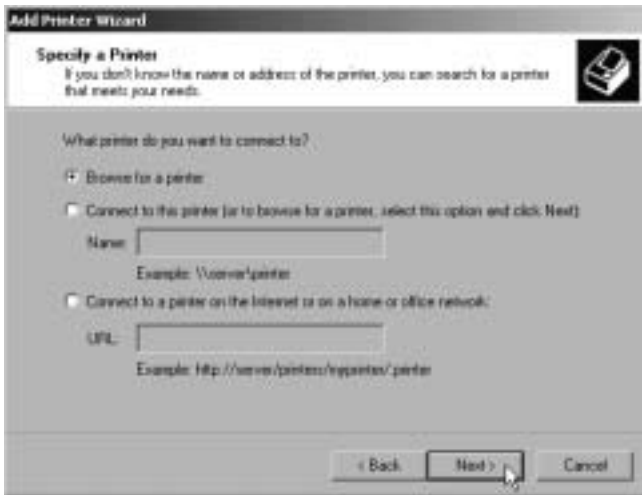 Add Printer Wizard
Specify a Printer
If you don't know the name or address of the printer, you can search for a printer
that meets your needs.
What printer do you want to connect to?
Browse for a printer
Connect to this printer (or to browse for a printer, select this option and click Next):
Name:
Example: \\server\printer
Connect to a printer on the Internet or on a home or office network:
URL:
Example: http://server/printers/myprinter/.printer
< Back
Next >
Cancel